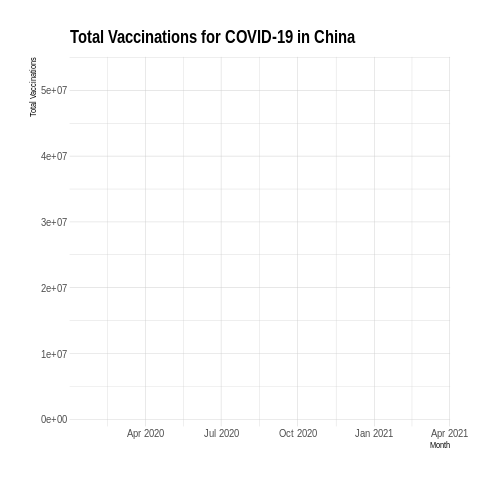 Total Vaccinations for COVID-19 in China
Total Vaccinations
5e+07
4e+07
3e+07
2e+07
1e+07
0e+00
Apr 2020 Jul 2020 Oct 2020 Jan 2021 Apr 2021
Month